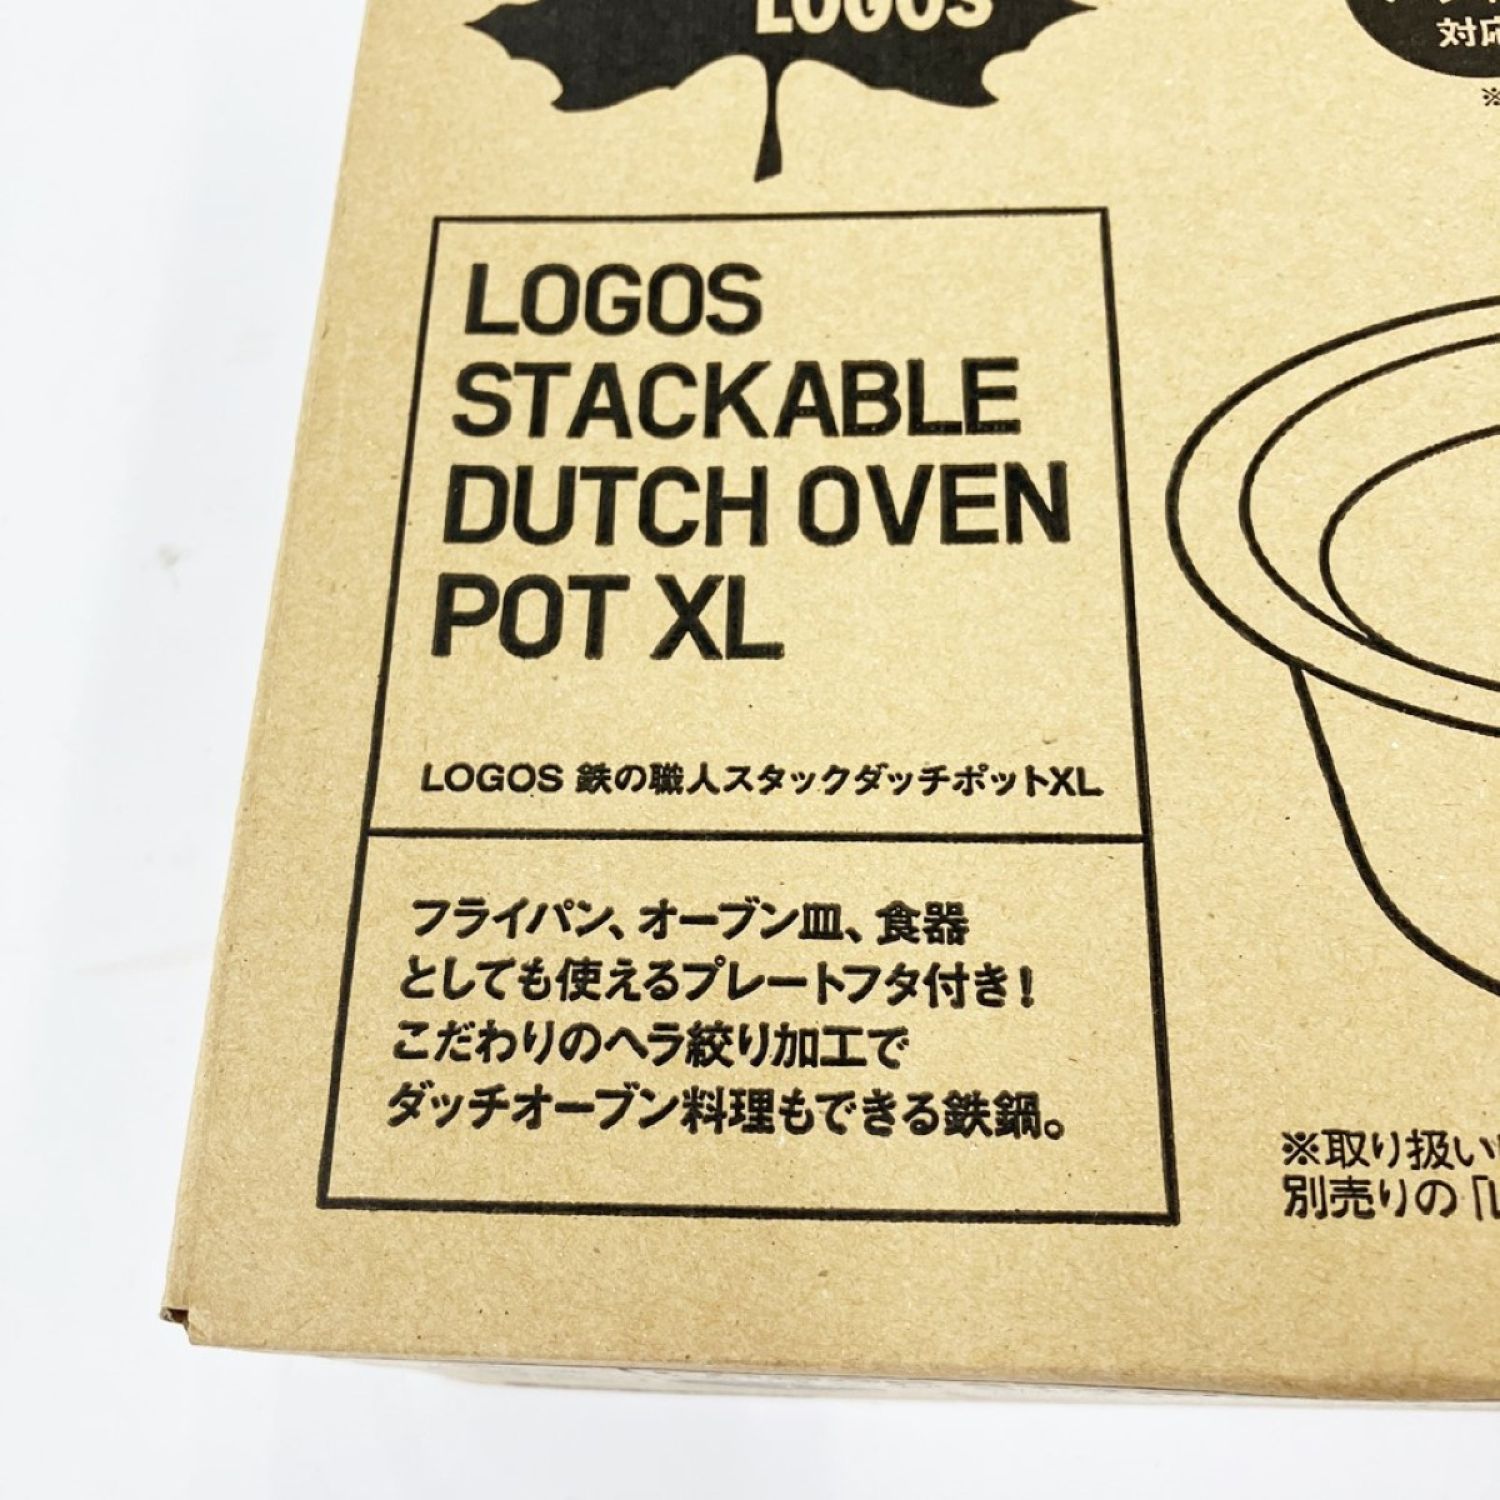 LOGOS
対応
※
LOGOS
STACKABLE
DUTCH OVEN
POT XL
LOGOS 鉄の職人スタックダッチポットXL
フライパン、オーブン皿、食器
としても使えるプレートフタ付き!
こだわりのヘラ絞り加工で
ダッチオーブン料理もできる鉄鍋。
※取り扱い
別売りの「L